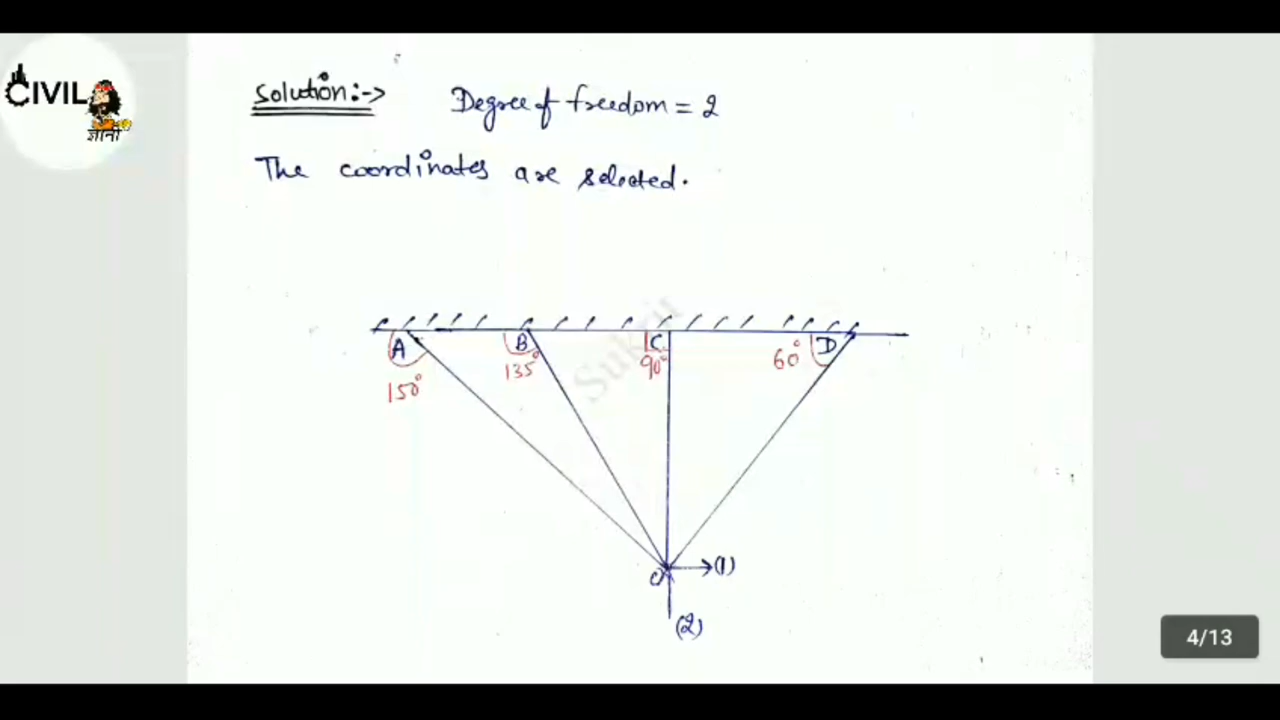 CIVIL
ज्ञानी
Solution:->
Degree of freedom = 2
The coordinates are selected.
A
B
C
D
150°
135°
90°
60°
O
(1)
(2)
4/13